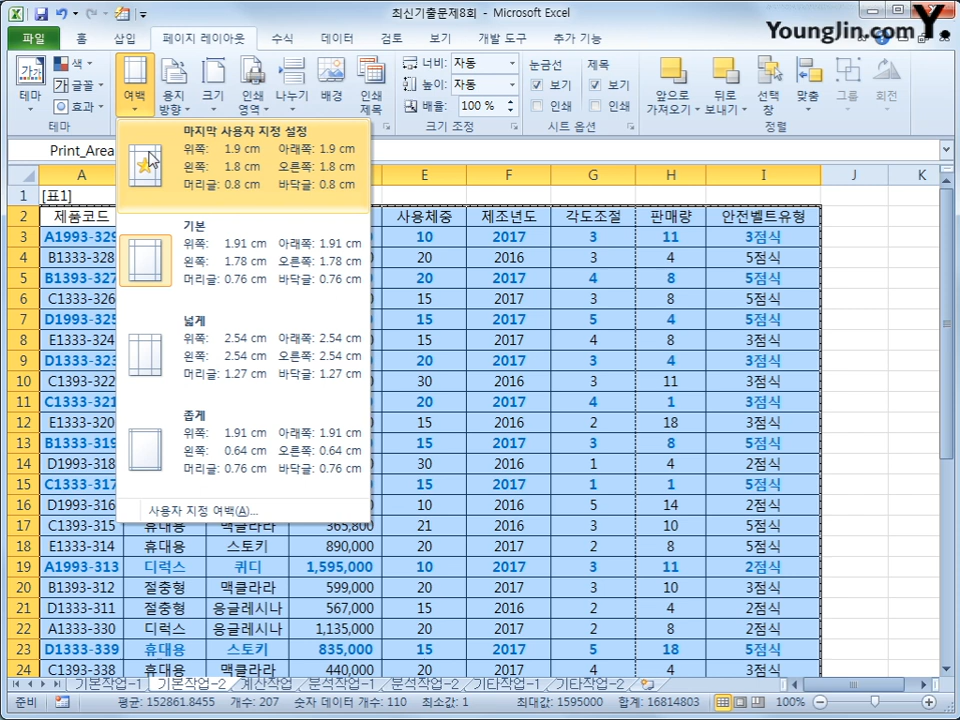 최신기출문제8회 - Microsoft Excel
YoungJin.com Y.
파일 홈 삽입 페이지 레이아웃 수식 데이터 검토 보기 개발 도구 추가 기능
테마 색 글꼴 효과 여백 용지 방향 크기 인쇄 영역 나누기 배경 인쇄 제목
너비: 자동 높이: 자동 배율: 100 %
눈금선 보기 인쇄 제목 보기 인쇄
앞으로 가져오기 뒤로 보내기 선택 창 맞춤 그룹 회전
테마 크기 조정 시트 옵션 정렬
Print_Area
마지막 사용자 지정 설정
위쪽: 1.9 cm 아래쪽: 1.9 cm
왼쪽: 1.8 cm 오른쪽: 1.8 cm
머리글: 0.8 cm 바닥글: 0.8 cm
기본
위쪽: 1.91 cm 아래쪽: 1.91 cm
왼쪽: 1.78 cm 오른쪽: 1.78 cm
머리글: 0.76 cm 바닥글: 0.76 cm
넓게
위쪽: 2.54 cm 아래쪽: 2.54 cm
왼쪽: 2.54 cm 오른쪽: 2.54 cm
머리글: 1.27 cm 바닥글: 1.27 cm
좁게
위쪽: 1.91 cm 아래쪽: 1.91 cm
왼쪽: 0.64 cm 오른쪽: 0.64 cm
머리글: 0.76 cm 바닥글: 0.76 cm
사용자 지정 여백(A)...
A E F G H I J K
1 [표1]
2 제품코드 사용체중 제조년도 각도조절 판매량 안전벨트유형
3 A1993-329 10 2017 3 11 3점식
4 B1333-328 20 2016 3 4 5점식
5 B1393-327 20 2017 4 8 5점식
6 C1333-326 15 2017 3 8 5점식
7 D1993-325 15 2017 5 4 5점식
8 E1333-324 15 2016 4 8 3점식
9 D1333-323 20 2017 3 4 3점식
10 C1393-322 30 2016 3 11 3점식
11 C1333-321 20 2017 4 1 3점식
12 E1333-320 15 2016 2 18 3점식
13 B1333-319 15 2017 3 8 5점식
14 D1993-318 30 2016 1 4 2점식
15 C1333-317 15 2017 1 1 5점식
16 D1993-316 10 2016 5 14 2점식
17 C1393-315 휴대용 맥클라라 365,800 21 2016 3 10 5점식
18 E1333-314 휴대용 스토키 890,000 20 2017 2 8 5점식
19 A1993-313 디럭스 퀴디 1,595,000 10 2017 3 11 2점식
20 B1393-312 절충형 맥클라라 599,000 20 2017 3 10 3점식
21 D1333-311 절충형 응글레시나 567,000 15 2016 2 4 2점식
22 A1333-330 디럭스 응글레시나 1,135,000 20 2017 2 8 2점식
23 D1333-339 휴대용 스토키 835,000 15 2017 5 18 5점식
24 C1393-338 휴대용 맥클라라 440,000 20 2017 4 4 3점식
기본작업-1 기본작업-2 계산작업 분석작업-1 분석작업-2 기타작업-1 기타작업-2
준비 평균: 152861.8455 개수: 207 숫자 데이터 개수: 110 최소값: 1 최대값: 1595000 합계: 16814803 100%